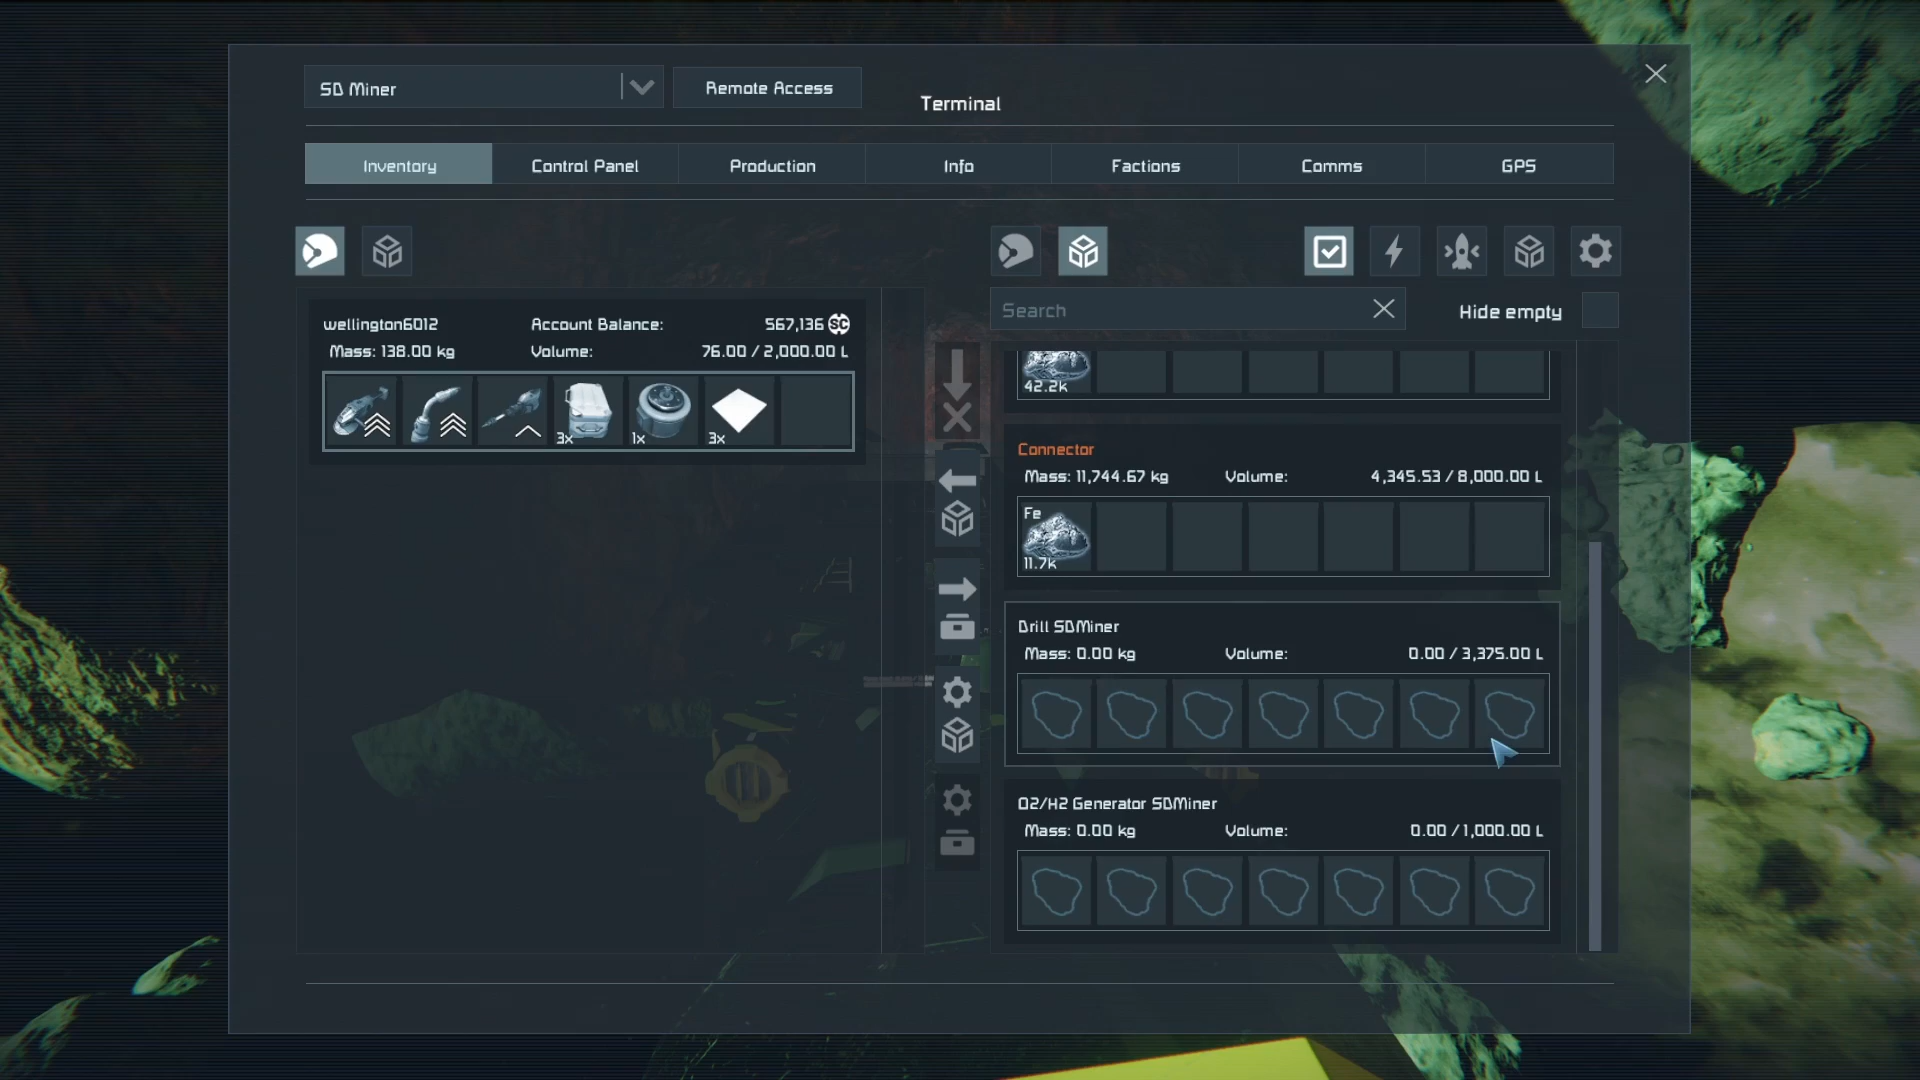 SD Miner
Remote Access
Terminal
Inventory
Control Panel
Production
Info
Factions
Comms
GPS
Search
Hide empty
wellington6012
Account Balance:
567,136 SC
Mass: 138.00 kg
Volume:
76.00 / 2,000.00 L
3x
1x
3x
42.2k
Connector
Mass: 11,744.67 kg
Volume:
4,345.53 / 8,000.00 L
Fe
11.7k
Drill SDMiner
Mass: 0.00 kg
Volume:
0.00 / 3,375.00 L
O2/H2 Generator SDMiner
Mass: 0.00 kg
Volume:
0.00 / 1,000.00 L